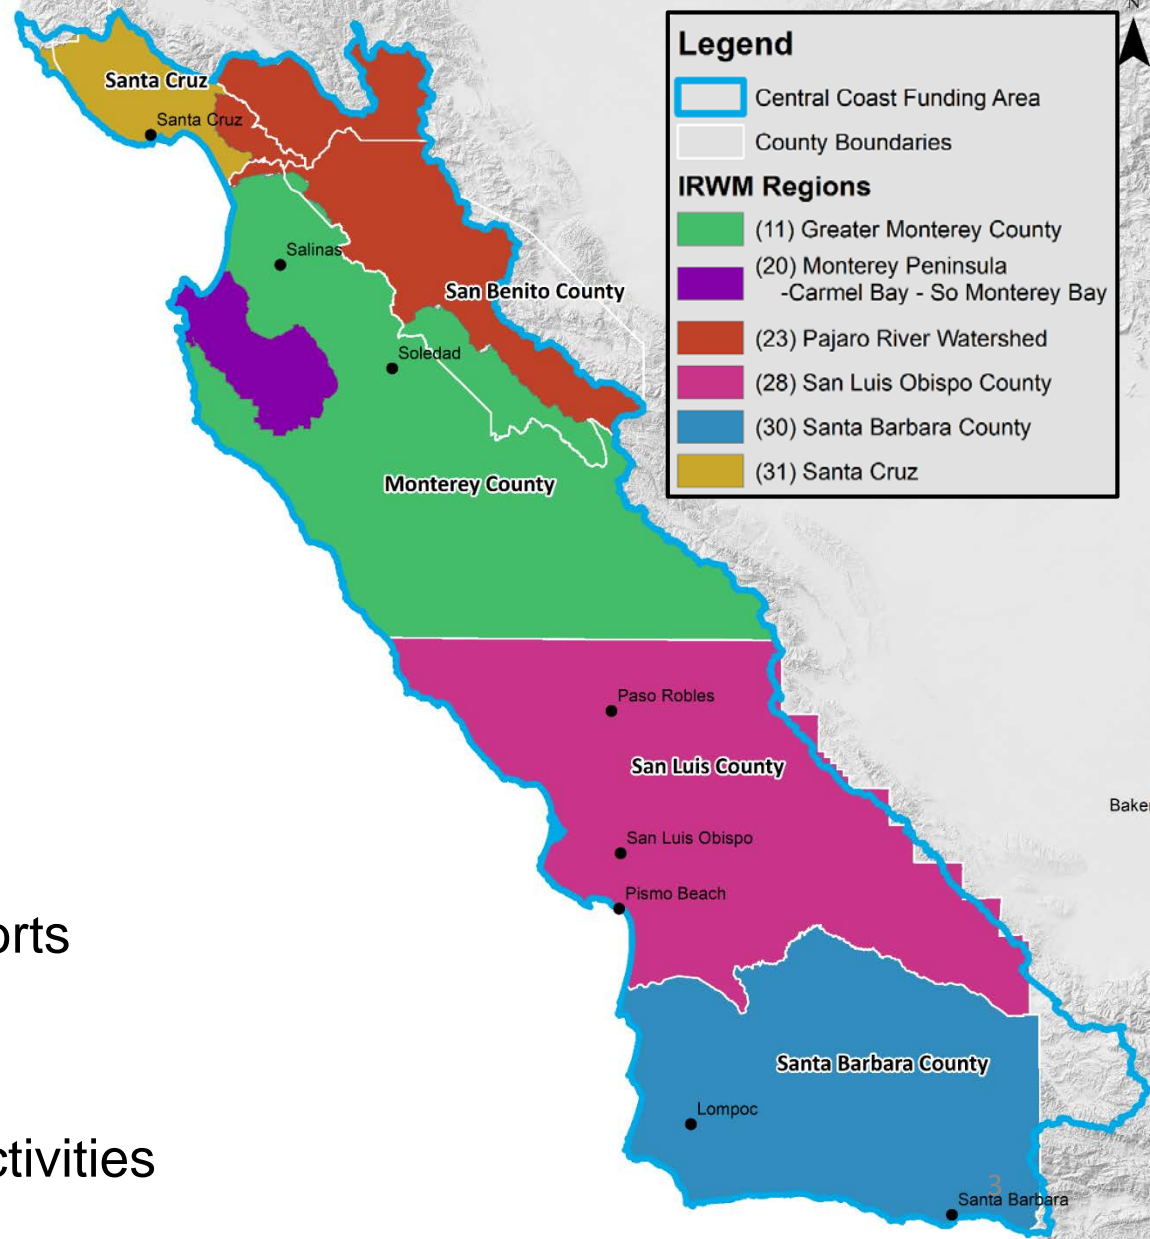 N
Legend
Central Coast Funding Area
County Boundaries
IRWM Regions
(11) Greater Monterey County
(20) Monterey Peninsula
-Carmel Bay - So Monterey Bay
(23) Pajaro River Watershed
(28) San Luis Obispo County
(30) Santa Barbara County
(31) Santa Cruz
Santa Cruz
Santa Cruz
Salinas
San Benito County
Soledad
Monterey County
Paso Robles
San Luis County
Baker
San Luis Obispo
Pismo Beach
orts
Santa Barbara County
Lompoc
ctivities
3
Santa Barbara